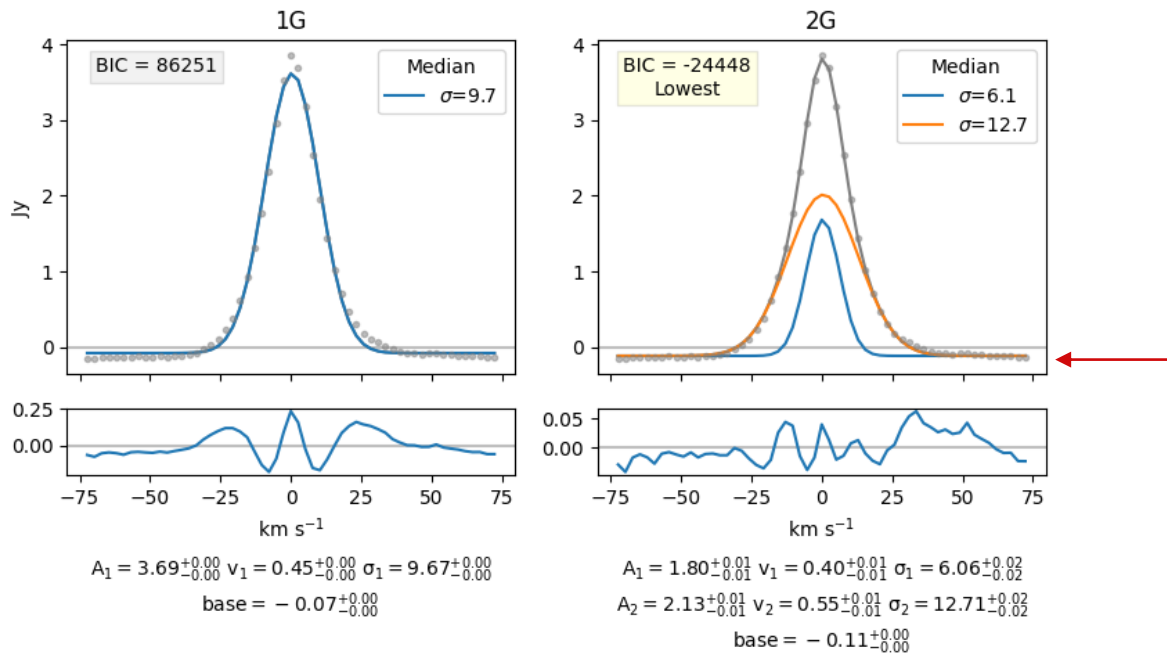 1G
BIC = 86251
Median
σ=9.7
4
3
2
1
0
Jy
0.25
0.00
−75 −50 −25 0 25 50 75
km s⁻¹
A₁ = 3.69⁺⁰·⁰⁰₋₀.₀₀ v₁ = 0.45⁺⁰·⁰⁰₋₀.₀₀ σ₁ = 9.67⁺⁰·⁰⁰₋₀.₀₀
base = −0.07⁺⁰·⁰⁰₋₀.₀₀
2G
BIC = -24448
Lowest
Median
σ=6.1
σ=12.7
0.05
0.00
−75 −50 −25 0 25 50 75
km s⁻¹
A₁ = 1.80⁺⁰·⁰¹₋₀.₀₁ v₁ = 0.40⁺⁰·⁰¹₋₀.₀₁ σ₁ = 6.06⁺⁰·⁰²₋₀.₀₂
A₂ = 2.13⁺⁰·⁰¹₋₀.₀₁ v₂ = 0.55⁺⁰·⁰¹₋₀.₀₁ σ₂ = 12.71⁺⁰·⁰²₋₀.₀₂
base = −0.11⁺⁰·⁰⁰₋₀.₀₀